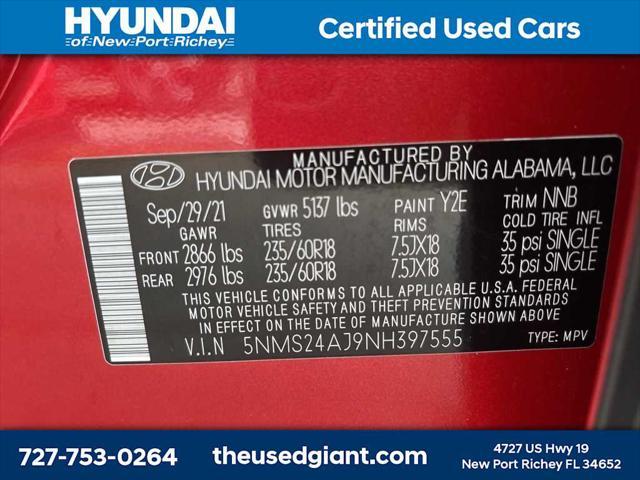 HYUNDAI
of New Port Richey
Certified Used Cars
MANUFACTURED BY
HYUNDAI MOTOR MANUFACTURING ALABAMA, LLC
Sep/29/21 GVWR 5137 lbs PAINT Y2E TRIM NNB
GAWR TIRES RIMS COLD TIRE INFL
FRONT 2866 lbs 235/60R18 7.5JX18 35 psi SINGLE
REAR 2976 lbs 235/60R18 7.5JX18 35 psi SINGLE
THIS VEHICLE CONFORMS TO ALL APPLICABLE U.S.A. FEDERAL
MOTOR VEHICLE SAFETY AND THEFT PREVENTION STANDARDS
IN EFFECT ON THE DATE OF MANUFACTURE SHOWN ABOVE
V.I.N 5NMS24AJ9NH397555 TYPE: MPV
727-753-0264
theusedgiant.com
4727 US Hwy 19
New Port Richey FL 34652